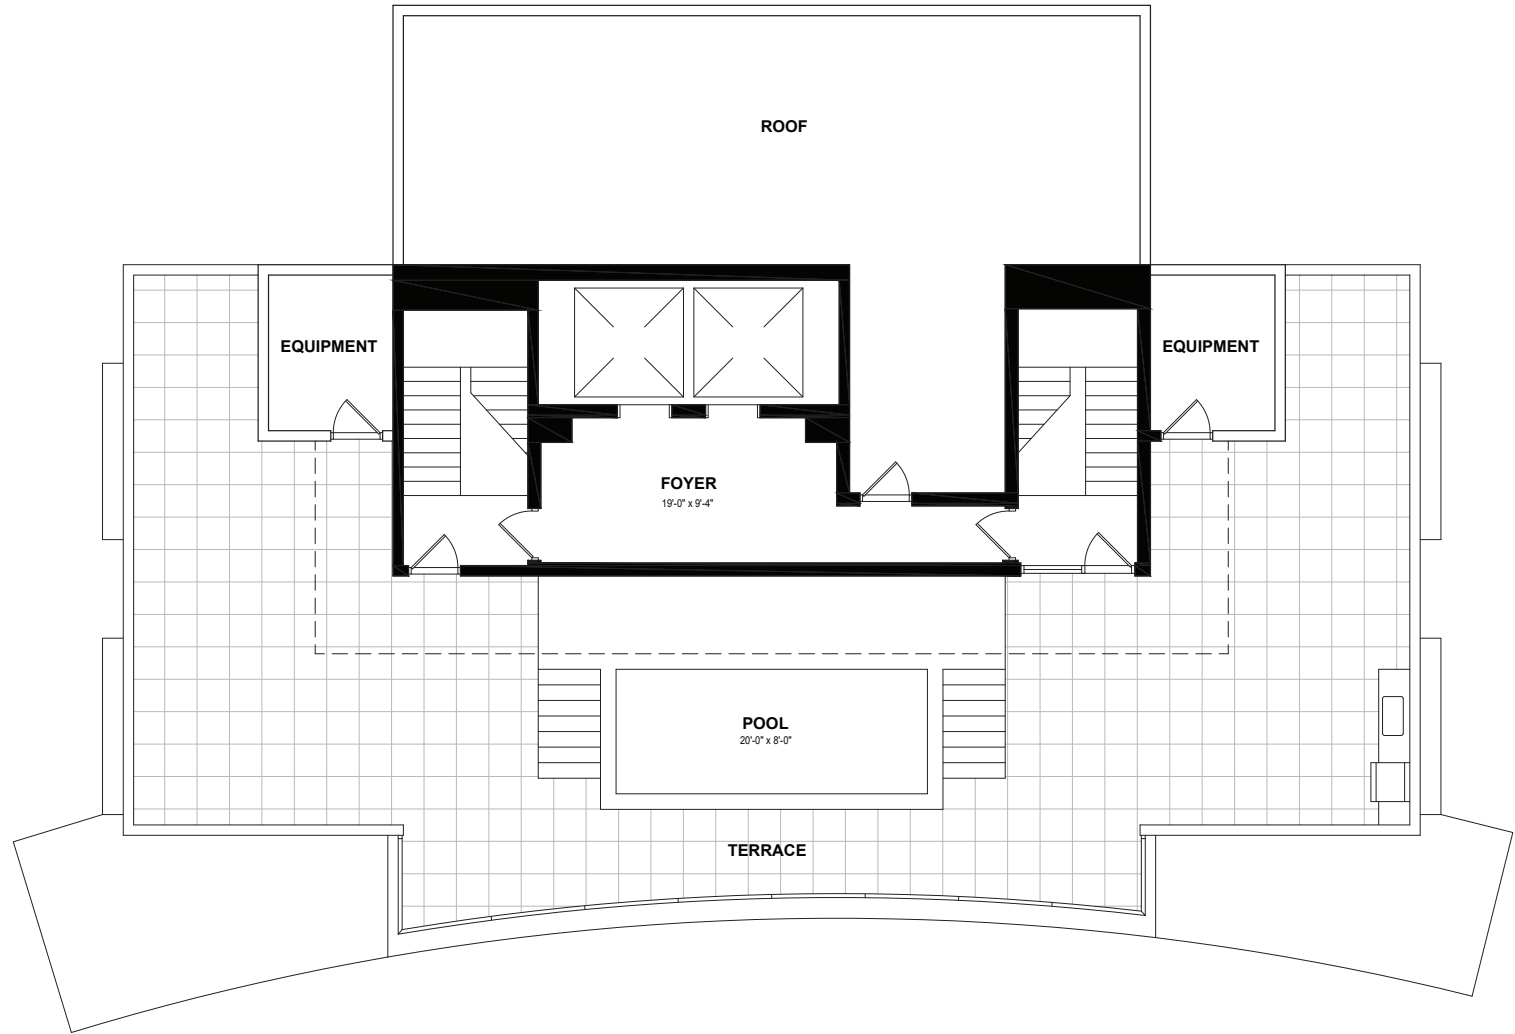 ROOF
EQUIPMENT
EQUIPMENT
FOYER
19'-0" x 9'-4"
POOL
20'-0" x 8'-0"
TERRACE